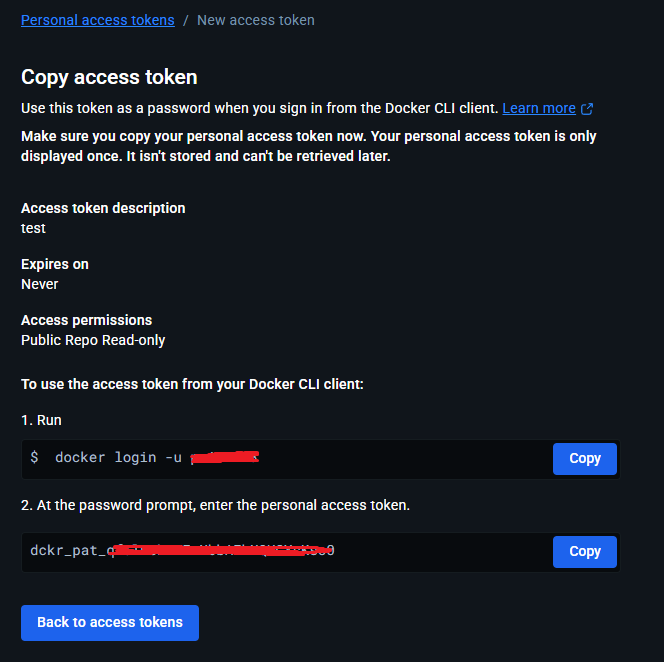 Personal access tokens / New access token
Copy access token
Use this token as a password when you sign in from the Docker CLI client. Learn more
Make sure you copy your personal access token now. Your personal access token is only
displayed once. It isn't stored and can't be retrieved later.
Access token description
test
Expires on
Never
Access permissions
Public Repo Read-only
To use the access token from your Docker CLI client:
1. Run
$ docker login -u
Copy
2. At the password prompt, enter the personal access token.
dckr_pat_
Copy
Back to access tokens